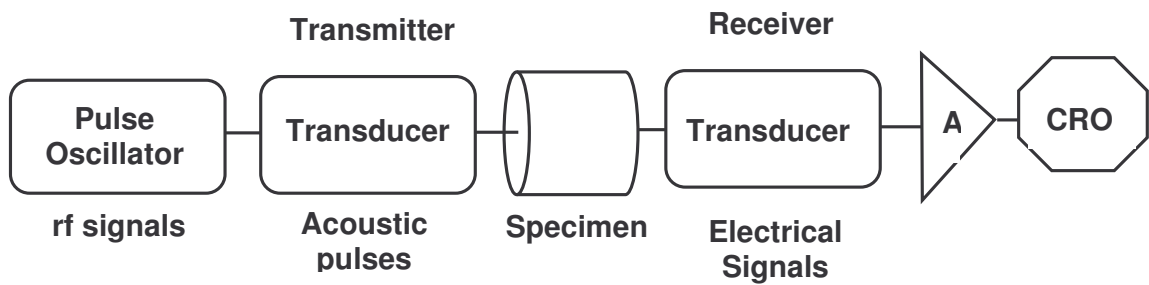 Transmitter
Receiver
Pulse
Oscillator
Transducer
Transducer
A
CRO
rf signals
Acoustic
pulses
Specimen
Electrical
Signals